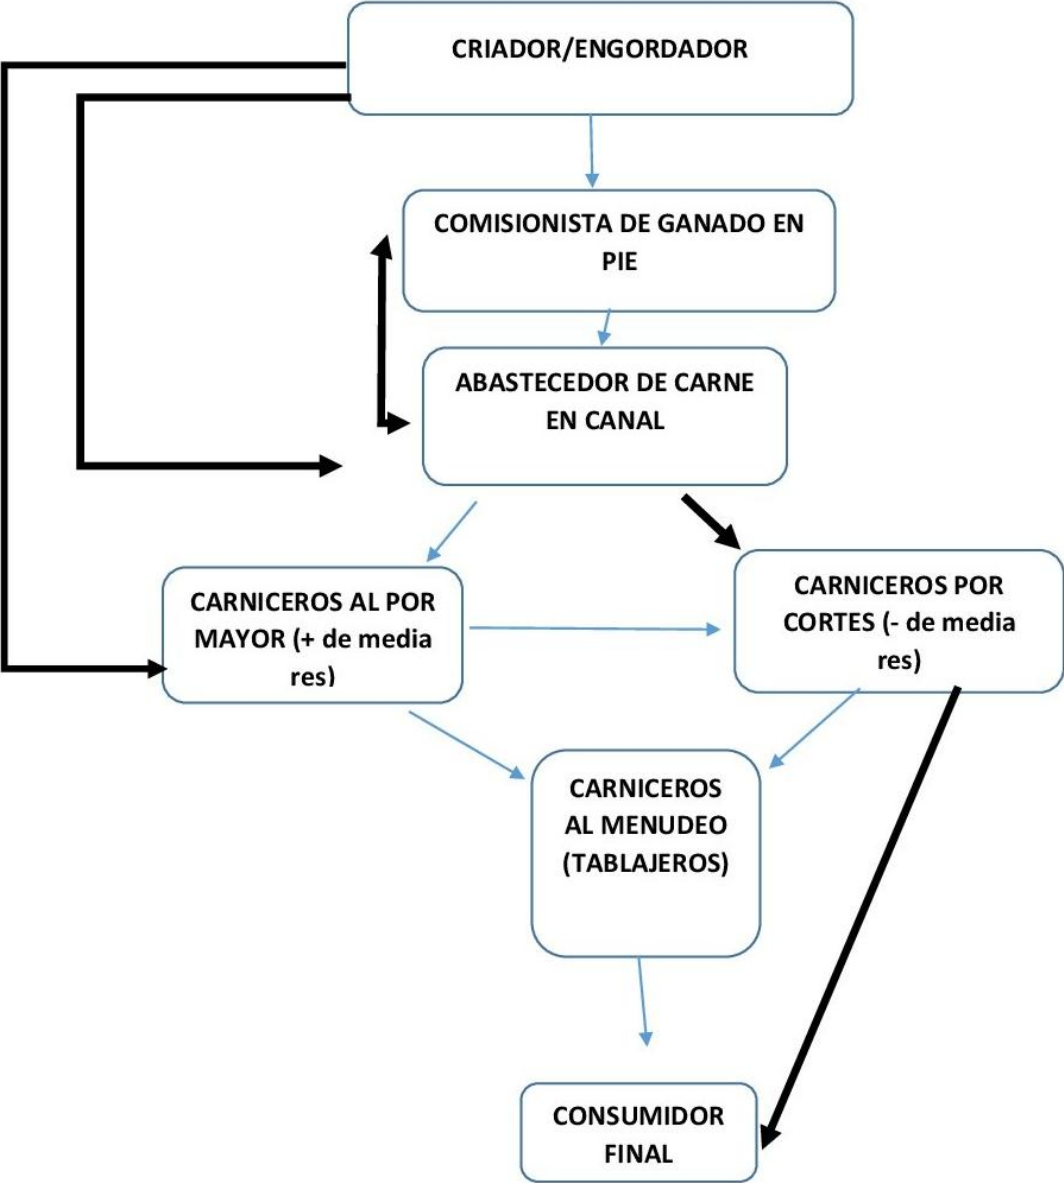 CRIADOR/ENGORDADOR
COMISIONISTA DE GANADO EN
PIE
ABASTECEDOR DE CARNE
EN CANAL
CARNICEROS AL POR
MAYOR (+ de media
res)
CARNICEROS POR
CORTES (- de media
res)
CARNICEROS
AL MENUDEO
(TABLAJEROS)
CONSUMIDOR
FINAL